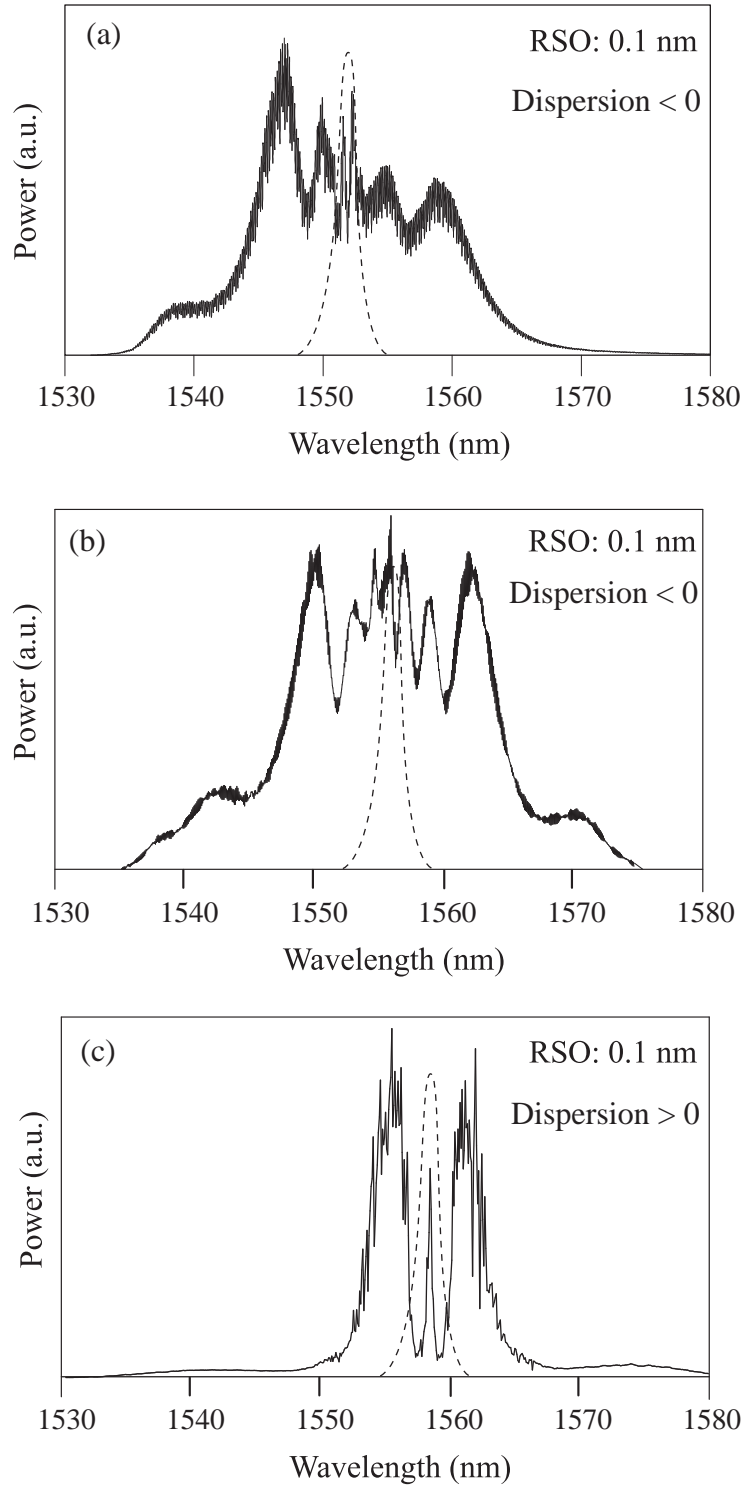 (a)
RSO: 0.1 nm
Dispersion < 0
Power (a.u.)
1530 1540 1550 1560 1570 1580
Wavelength (nm)
(b)
RSO: 0.1 nm
Dispersion < 0
Power (a.u.)
1530 1540 1550 1560 1570 1580
Wavelength (nm)
(c)
RSO: 0.1 nm
Dispersion > 0
Power (a.u.)
1530 1540 1550 1560 1570 1580
Wavelength (nm)